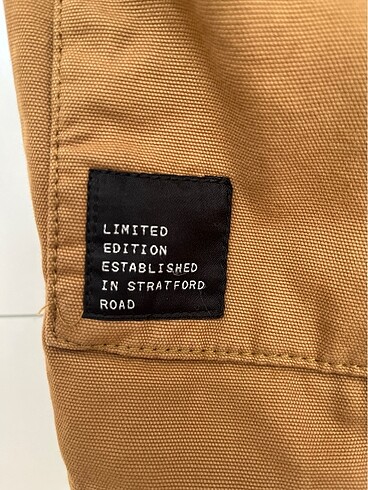 LIMITED
EDITION
ESTABLISHED
IN STRATFORD
ROAD